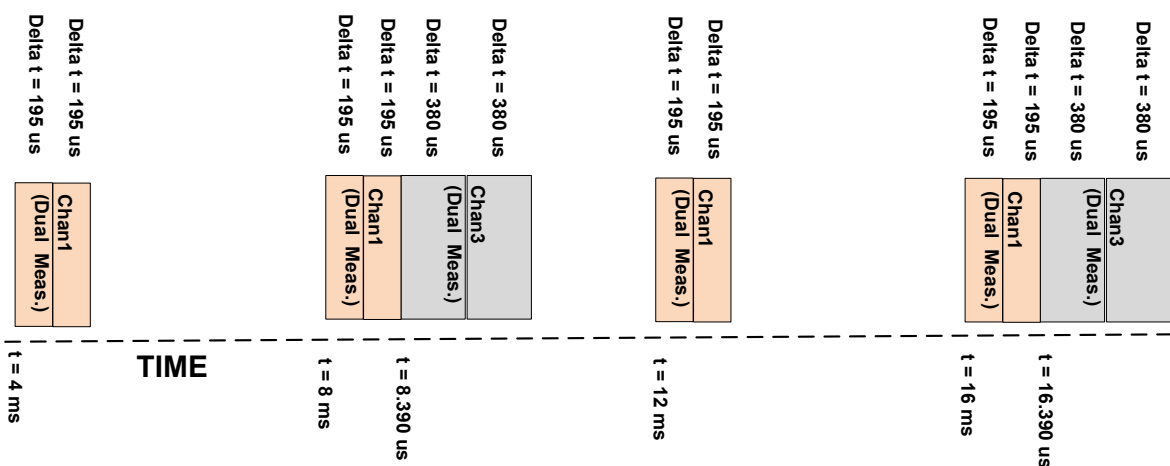 Delta t = 195 us
Delta t = 195 us
Delta t = 195 us
Delta t = 195 us
Delta t = 380 us
Delta t = 380 us
Delta t = 195 us
Delta t = 195 us
Delta t = 195 us
Delta t = 195 us
Delta t = 380 us
Delta t = 380 us
Chan1
(Dual Meas.)
Chan1
(Dual Meas.)
Chan3
(Dual Meas.)
Chan1
(Dual Meas.)
Chan1
(Dual Meas.)
Chan3
(Dual Meas.)
t = 4 ms
TIME
t = 8 ms
t = 8.390 us
t = 12 ms
t = 16 ms
t = 16.390 us